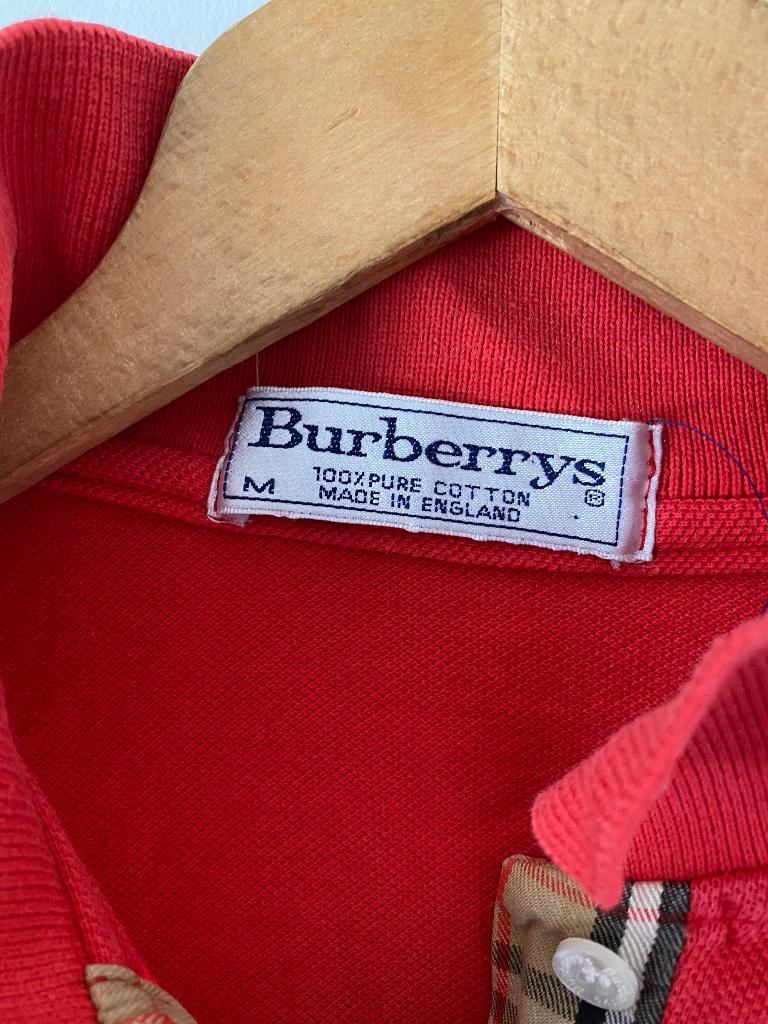 Burberrys
®
M
100% PURE COTTON
MADE IN ENGLAND